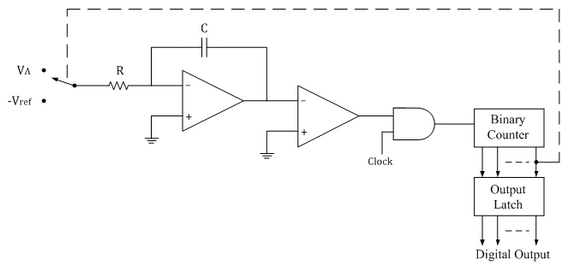 C
VA
R
-Vref
−
+
−
+
Clock
Binary
Counter
Output
Latch
Digital Output